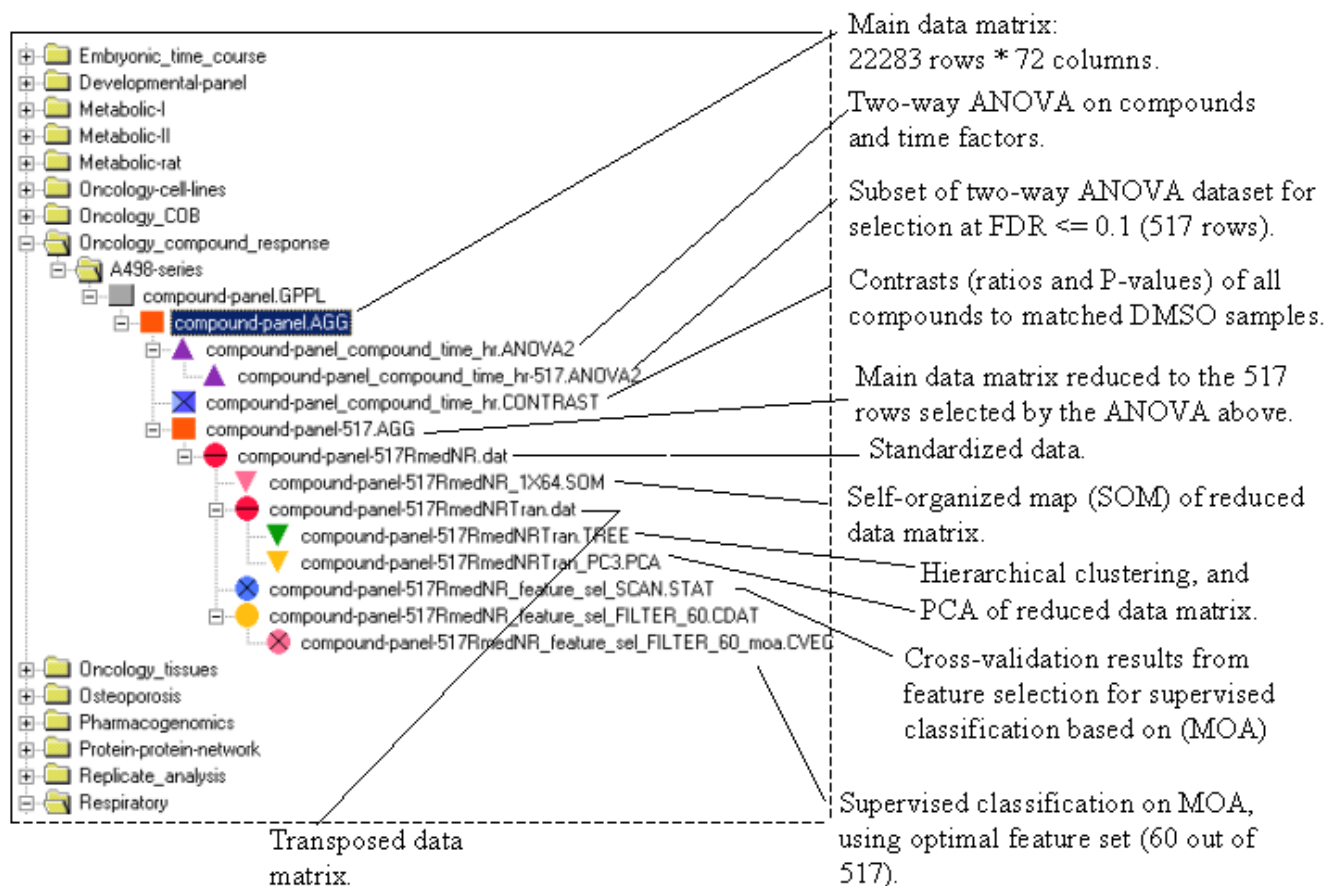 Embryonic_time_course
Developmental-panel
Metabolic-I
Metabolic-II
Metabolic-rat
Oncology-cell-lines
Oncology_COB
Oncology_compound_response
A498-series
compound-panel.GPPL
compound-panel.AGG
compound-panel_compound_time_hr.ANOVA2
compound-panel_compound_time_hr-517.ANOVA2
compound-panel_compound_time_hr.CONTRAST
compound-panel-517.AGG
compound-panel-517RmedNR.dat
compound-panel-517RmedNR_1X64.SOM
compound-panel-517RmedNRTran.dat
compound-panel-517RmedNRTran.TREE
compound-panel-517RmedNRTran_PC3.PCA
compound-panel-517RmedNR_feature_sel_SCAN.STAT
compound-panel-517RmedNR_feature_sel_FILTER_60.CDAT
compound-panel-517RmedNR_feature_sel_FILTER_60_moa.CVEC
Oncology_tissues
Osteoporosis
Pharmacogenomics
Protein-protein-network
Replicate_analysis
Respiratory
Main data matrix:
22283 rows * 72 columns.
Two-way ANOVA on compounds
and time factors.
Subset of two-way ANOVA dataset for
selection at FDR <= 0.1 (517 rows).
Contrasts (ratios and P-values) of all
compounds to matched DMSO samples.
Main data matrix reduced to the 517
rows selected by the ANOVA above.
Standardized data.
Self-organized map (SOM) of reduced
data matrix.
Hierarchical clustering, and
PCA of reduced data matrix.
Cross-validation results from
feature selection for supervised
classification based on (MOA)
Supervised classification on MOA,
using optimal feature set (60 out of
517).
Transposed data
matrix.